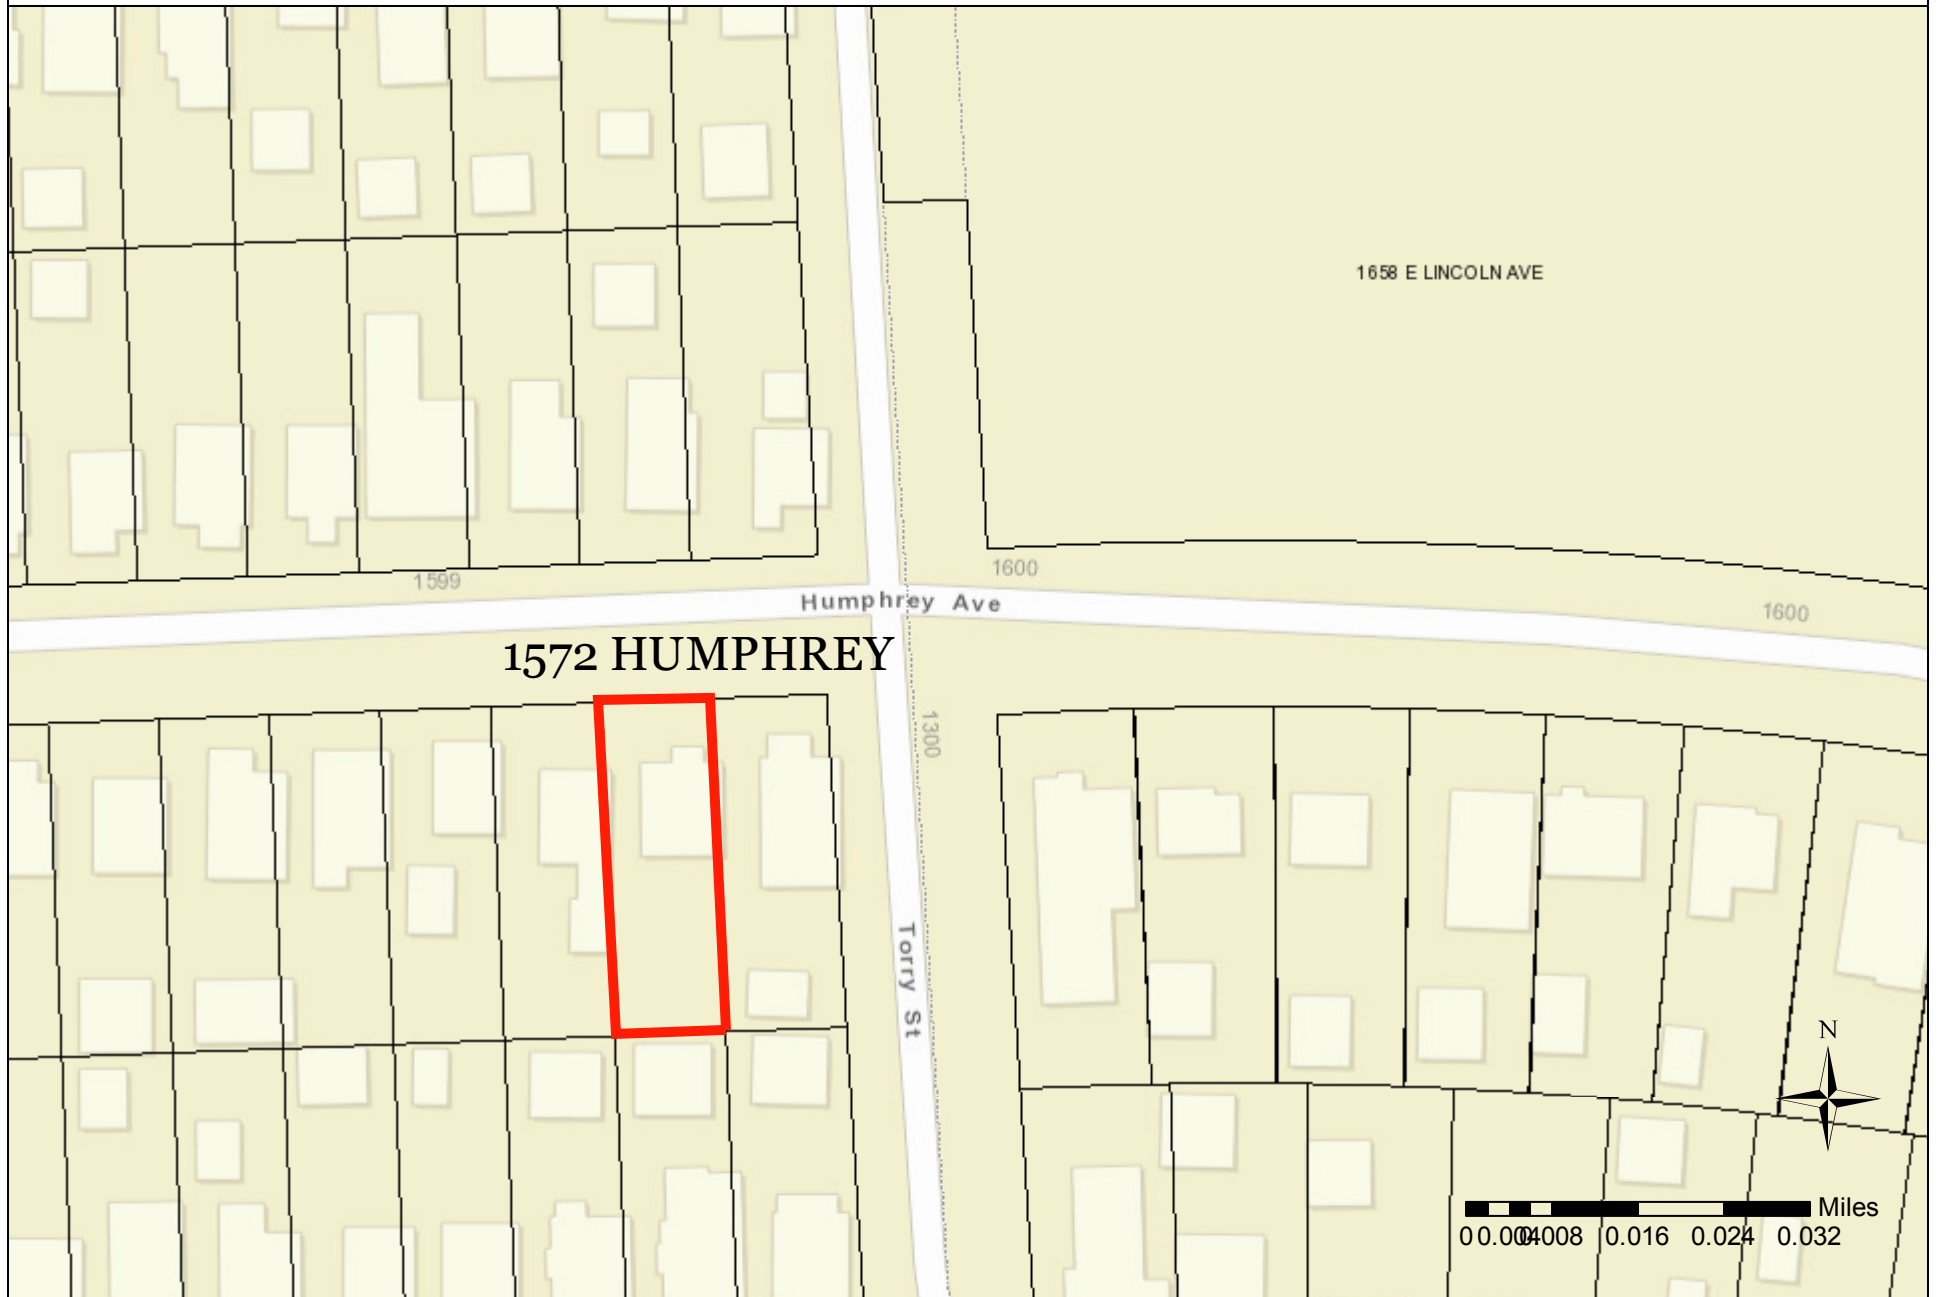 1658 E LINCOLN AVE
1599
1600
Humphrey Ave
1600
1572 HUMPHREY
1300
Torry St
N
Miles
0 0.004 0.008 0.016 0.024 0.032